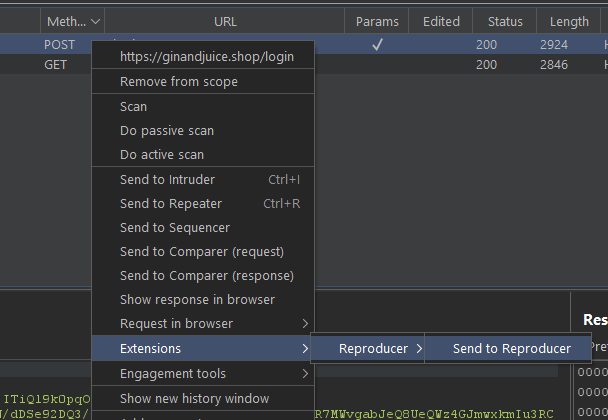 Meth... URL Params Edited Status Length
POST 200 2924
GET 200 2846
https://ginandjuice.shop/login
Remove from scope
Scan
Do passive scan
Do active scan
Send to Intruder Ctrl+I
Send to Repeater Ctrl+R
Send to Sequencer
Send to Comparer (request)
Send to Comparer (response)
Show response in browser
Request in browser
Extensions
Reproducer
Send to Reproducer
Engagement tools
Show new history window
Res